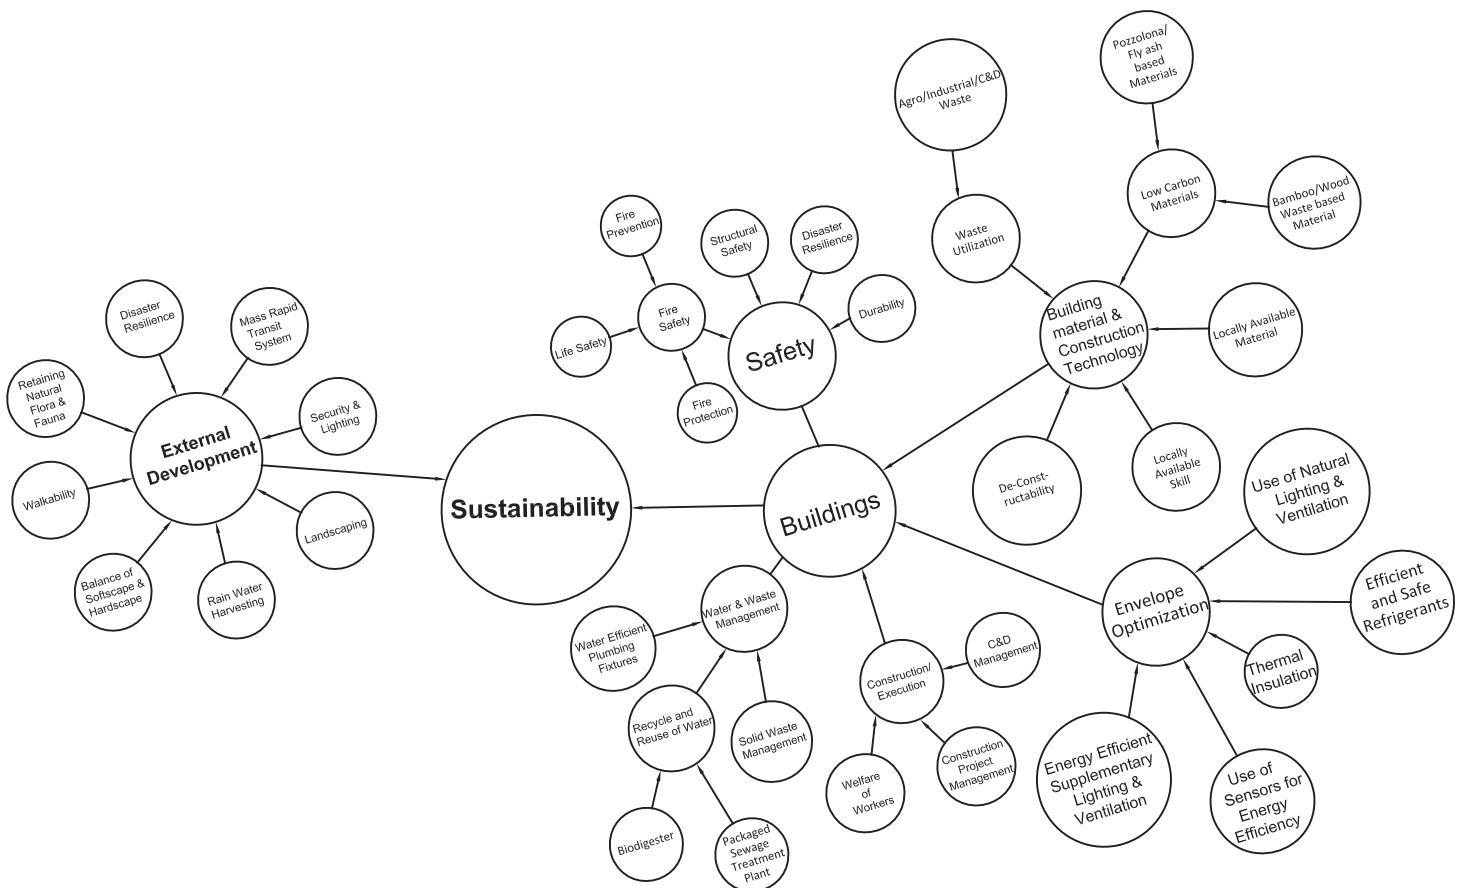 Pozzolona/
Fly ash
based
Materials
Agro/Industrial/C&D
Waste
Low Carbon
Materials
Bamboo/Wood
Waste based
Material
Waste
Utilization
Fire
Prevention
Structural
Safety
Disaster
Resilience
Durability
Life Safety
Fire
Safety
Fire
Protection
Safety
Building
material &
Construction
Technology
Locally Available
Material
Locally
Available
Skill
De-Const-
ructability
Disaster
Resilience
Mass Rapid
Transit
System
Retaining
Natural
Flora &
Fauna
Security &
Lighting
External
Development
Walkability
Landscaping
Balance of
Softscape &
Hardscape
Rain Water
Harvesting
Sustainability
Buildings
Use of Natural
Lighting &
Ventilation
Envelope
Optimization
Efficient
and Safe
Refrigerants
Thermal
Insulation
Energy Efficient
Supplementary
Lighting &
Ventilation
Use of
Sensors for
Energy
Efficiency
Water & Waste
Management
Water Efficient
Plumbing
Fixtures
Recycle and
Reuse of Water
Solid Waste
Management
Biodigester
Packaged
Sewage
Treatment
Plant
Construction/
Execution
C&D
Management
Construction
Project
Management
Welfare
of
Workers